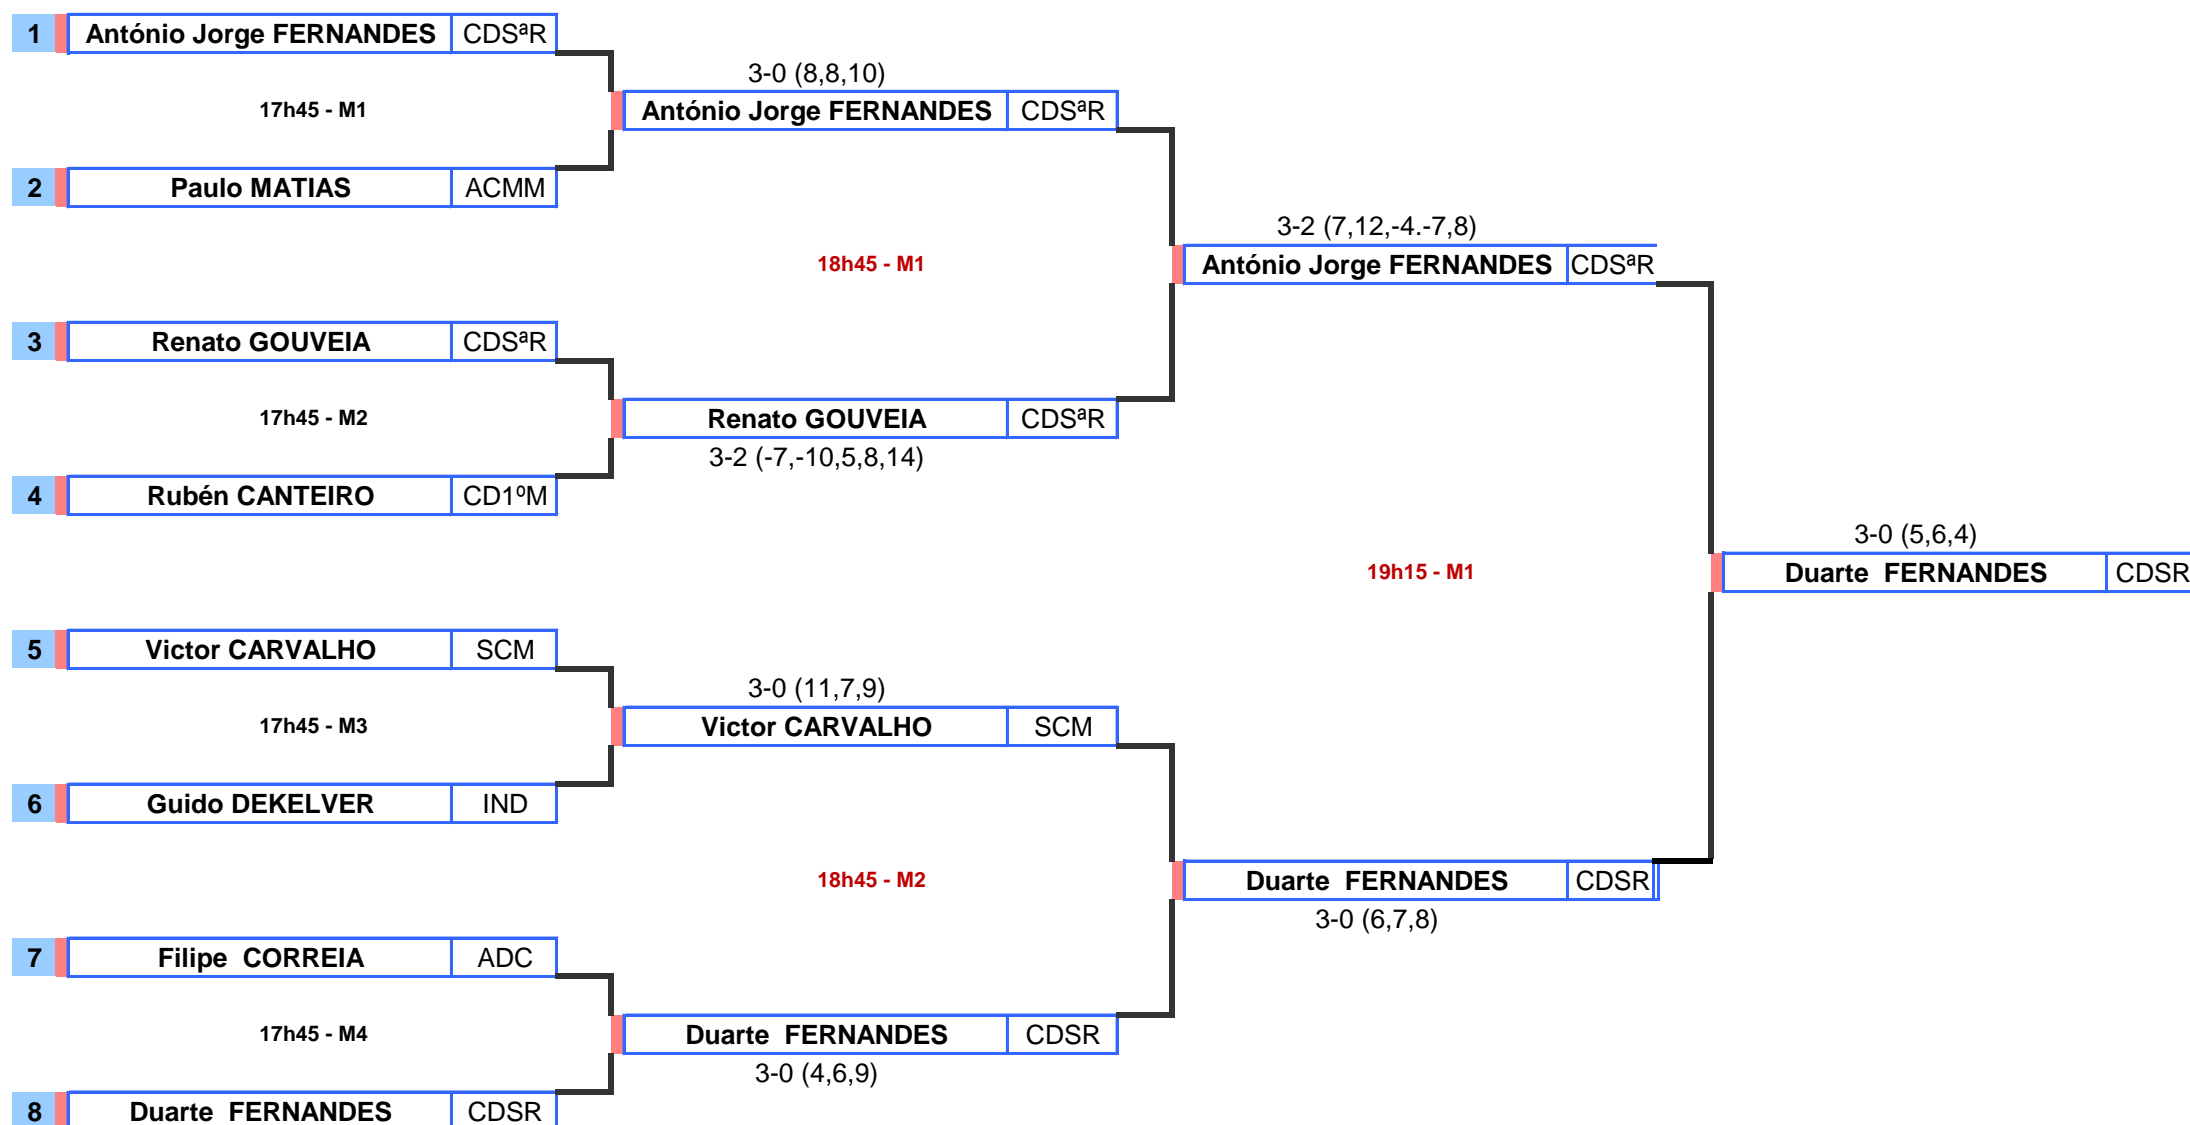 1 António Jorge FERNANDES CDSªR
3-0 (8,8,10)
17h45 - M1
António Jorge FERNANDES CDSªR
2 Paulo MATIAS ACMM
3-2 (7,12,-4.-7,8)
18h45 - M1
António Jorge FERNANDES CDSªR
3 Renato GOUVEIA CDSªR
17h45 - M2
Renato GOUVEIA CDSªR
3-2 (-7,-10,5,8,14)
4 Rubén CANTEIRO CD1ºM
3-0 (5,6,4)
19h15 - M1
Duarte FERNANDES CDSR
5 Victor CARVALHO SCM
3-0 (11,7,9)
17h45 - M3
Victor CARVALHO SCM
6 Guido DEKELVER IND
18h45 - M2
Duarte FERNANDES CDSR
3-0 (6,7,8)
7 Filipe CORREIA ADC
17h45 - M4
Duarte FERNANDES CDSR
3-0 (4,6,9)
8 Duarte FERNANDES CDSR